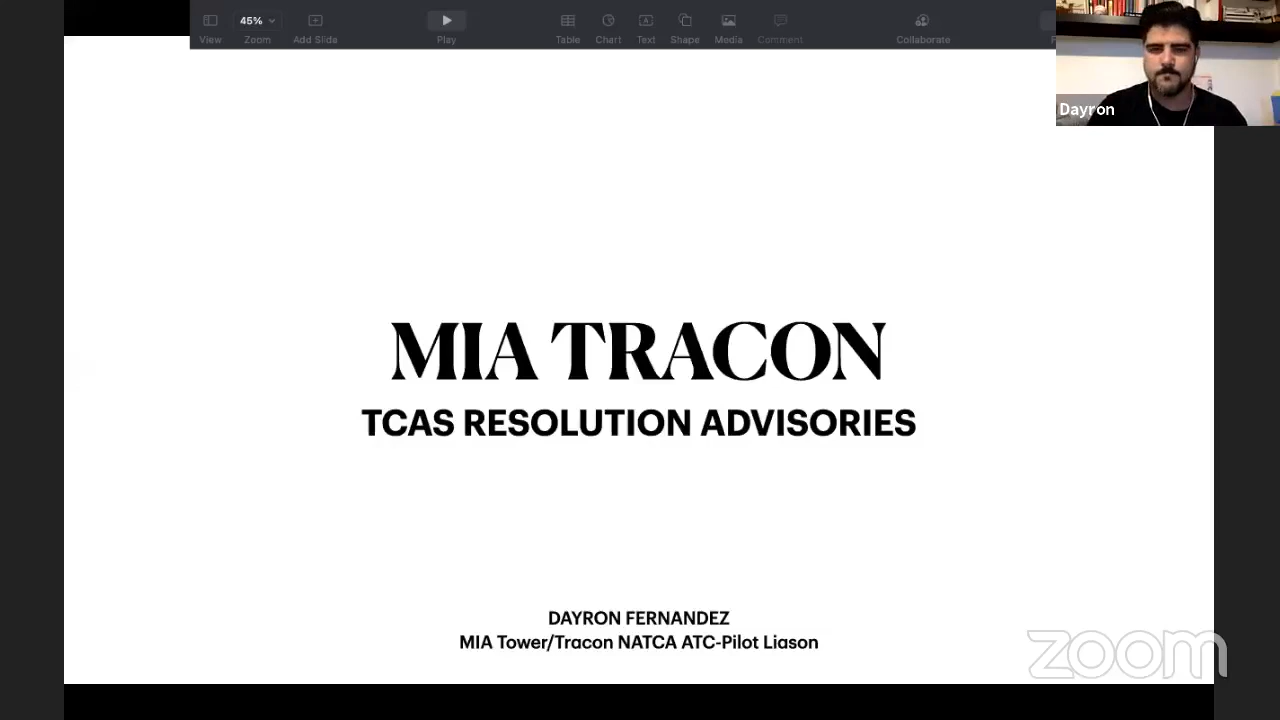 45%
View
Zoom
Add Slide
Play
Table
Chart
Text
Shape
Media
Comment
Collaborate
Dayron
MIA TRACON
TCAS RESOLUTION ADVISORIES
DAYRON FERNANDEZ
MIA Tower/Tracon NATCA ATC-Pilot Liason
zoom